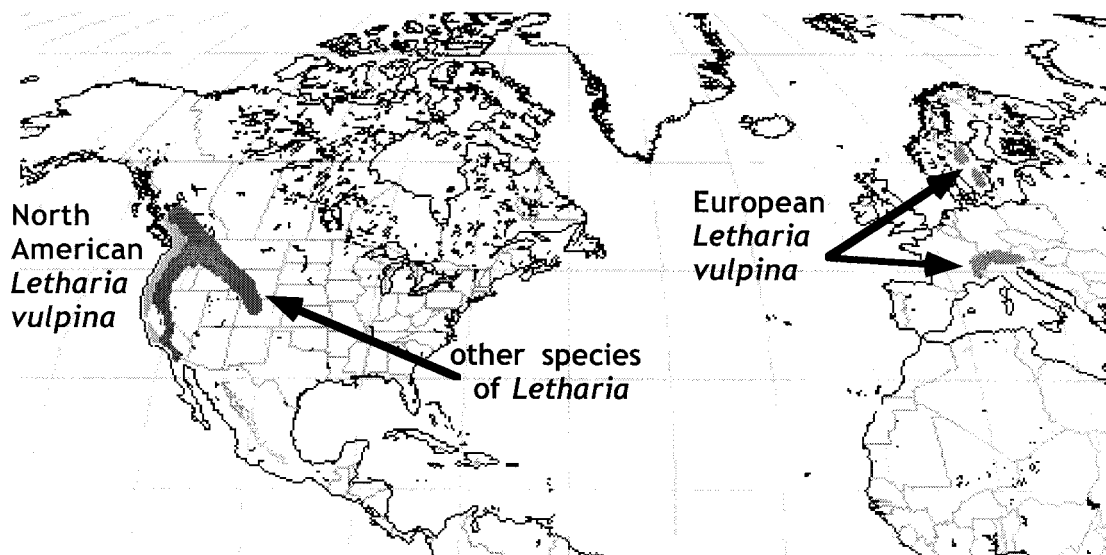 North
American
Letharia
vulpina
other species
of Letharia
European
Letharia
vulpina